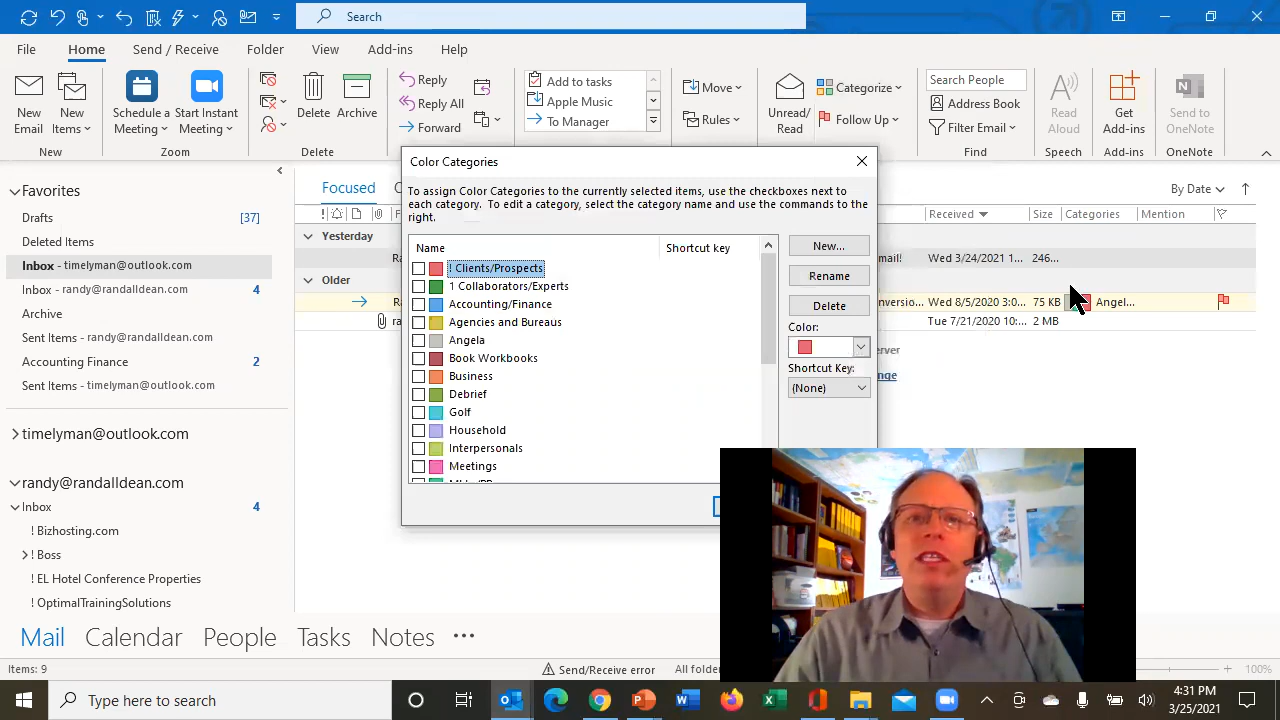 Search
File Home Send / Receive Folder View Add-ins Help
New Email
New Items
New
Schedule a Meeting
Start Instant Meeting
Zoom
Delete
Archive
Delete
Reply
Reply All
Forward
Add to tasks
Apple Music
To Manager
Move
Rules
Unread/ Read
Categorize
Follow Up
Search People
Address Book
Filter Email
Find
Read Aloud
Speech
Get Add-ins
Add-ins
Send to OneNote
OneNote
Favorites
Drafts [37]
Deleted Items
Inbox - timelyman@outlook.com
Inbox - randy@randalldean.com 4
Archive
Sent Items - randy@randalldean.com
Accounting Finance 2
Sent Items - timelyman@outlook.com
timelyman@outlook.com
randy@randalldean.com
Inbox 4
! Bizhosting.com
! Boss
! EL Hotel Conference Properties
! OptimalTrainingSolutions
Focused
By Date
Received Size Categories Mention
Yesterday
mail! Wed 3/24/2021 1... 246...
Older
nversio... Wed 8/5/2020 3:0... 75 KB Angel...
Tue 7/21/2020 10:... 2 MB
Color Categories
To assign Color Categories to the currently selected items, use the checkboxes next to
each category. To edit a category, select the category name and use the commands to the
right.
Name Shortcut key
! Clients/Prospects
1 Collaborators/Experts
Accounting/Finance
Agencies and Bureaus
Angela
Book Workbooks
Business
Debrief
Golf
Household
Interpersonals
Meetings
New...
Rename
Delete
Color:
Shortcut Key:
(None)
Mail Calendar People Tasks Notes
Items: 9
Send/Receive error All folder
100%
Type here to search
4:31 PM
3/25/2021